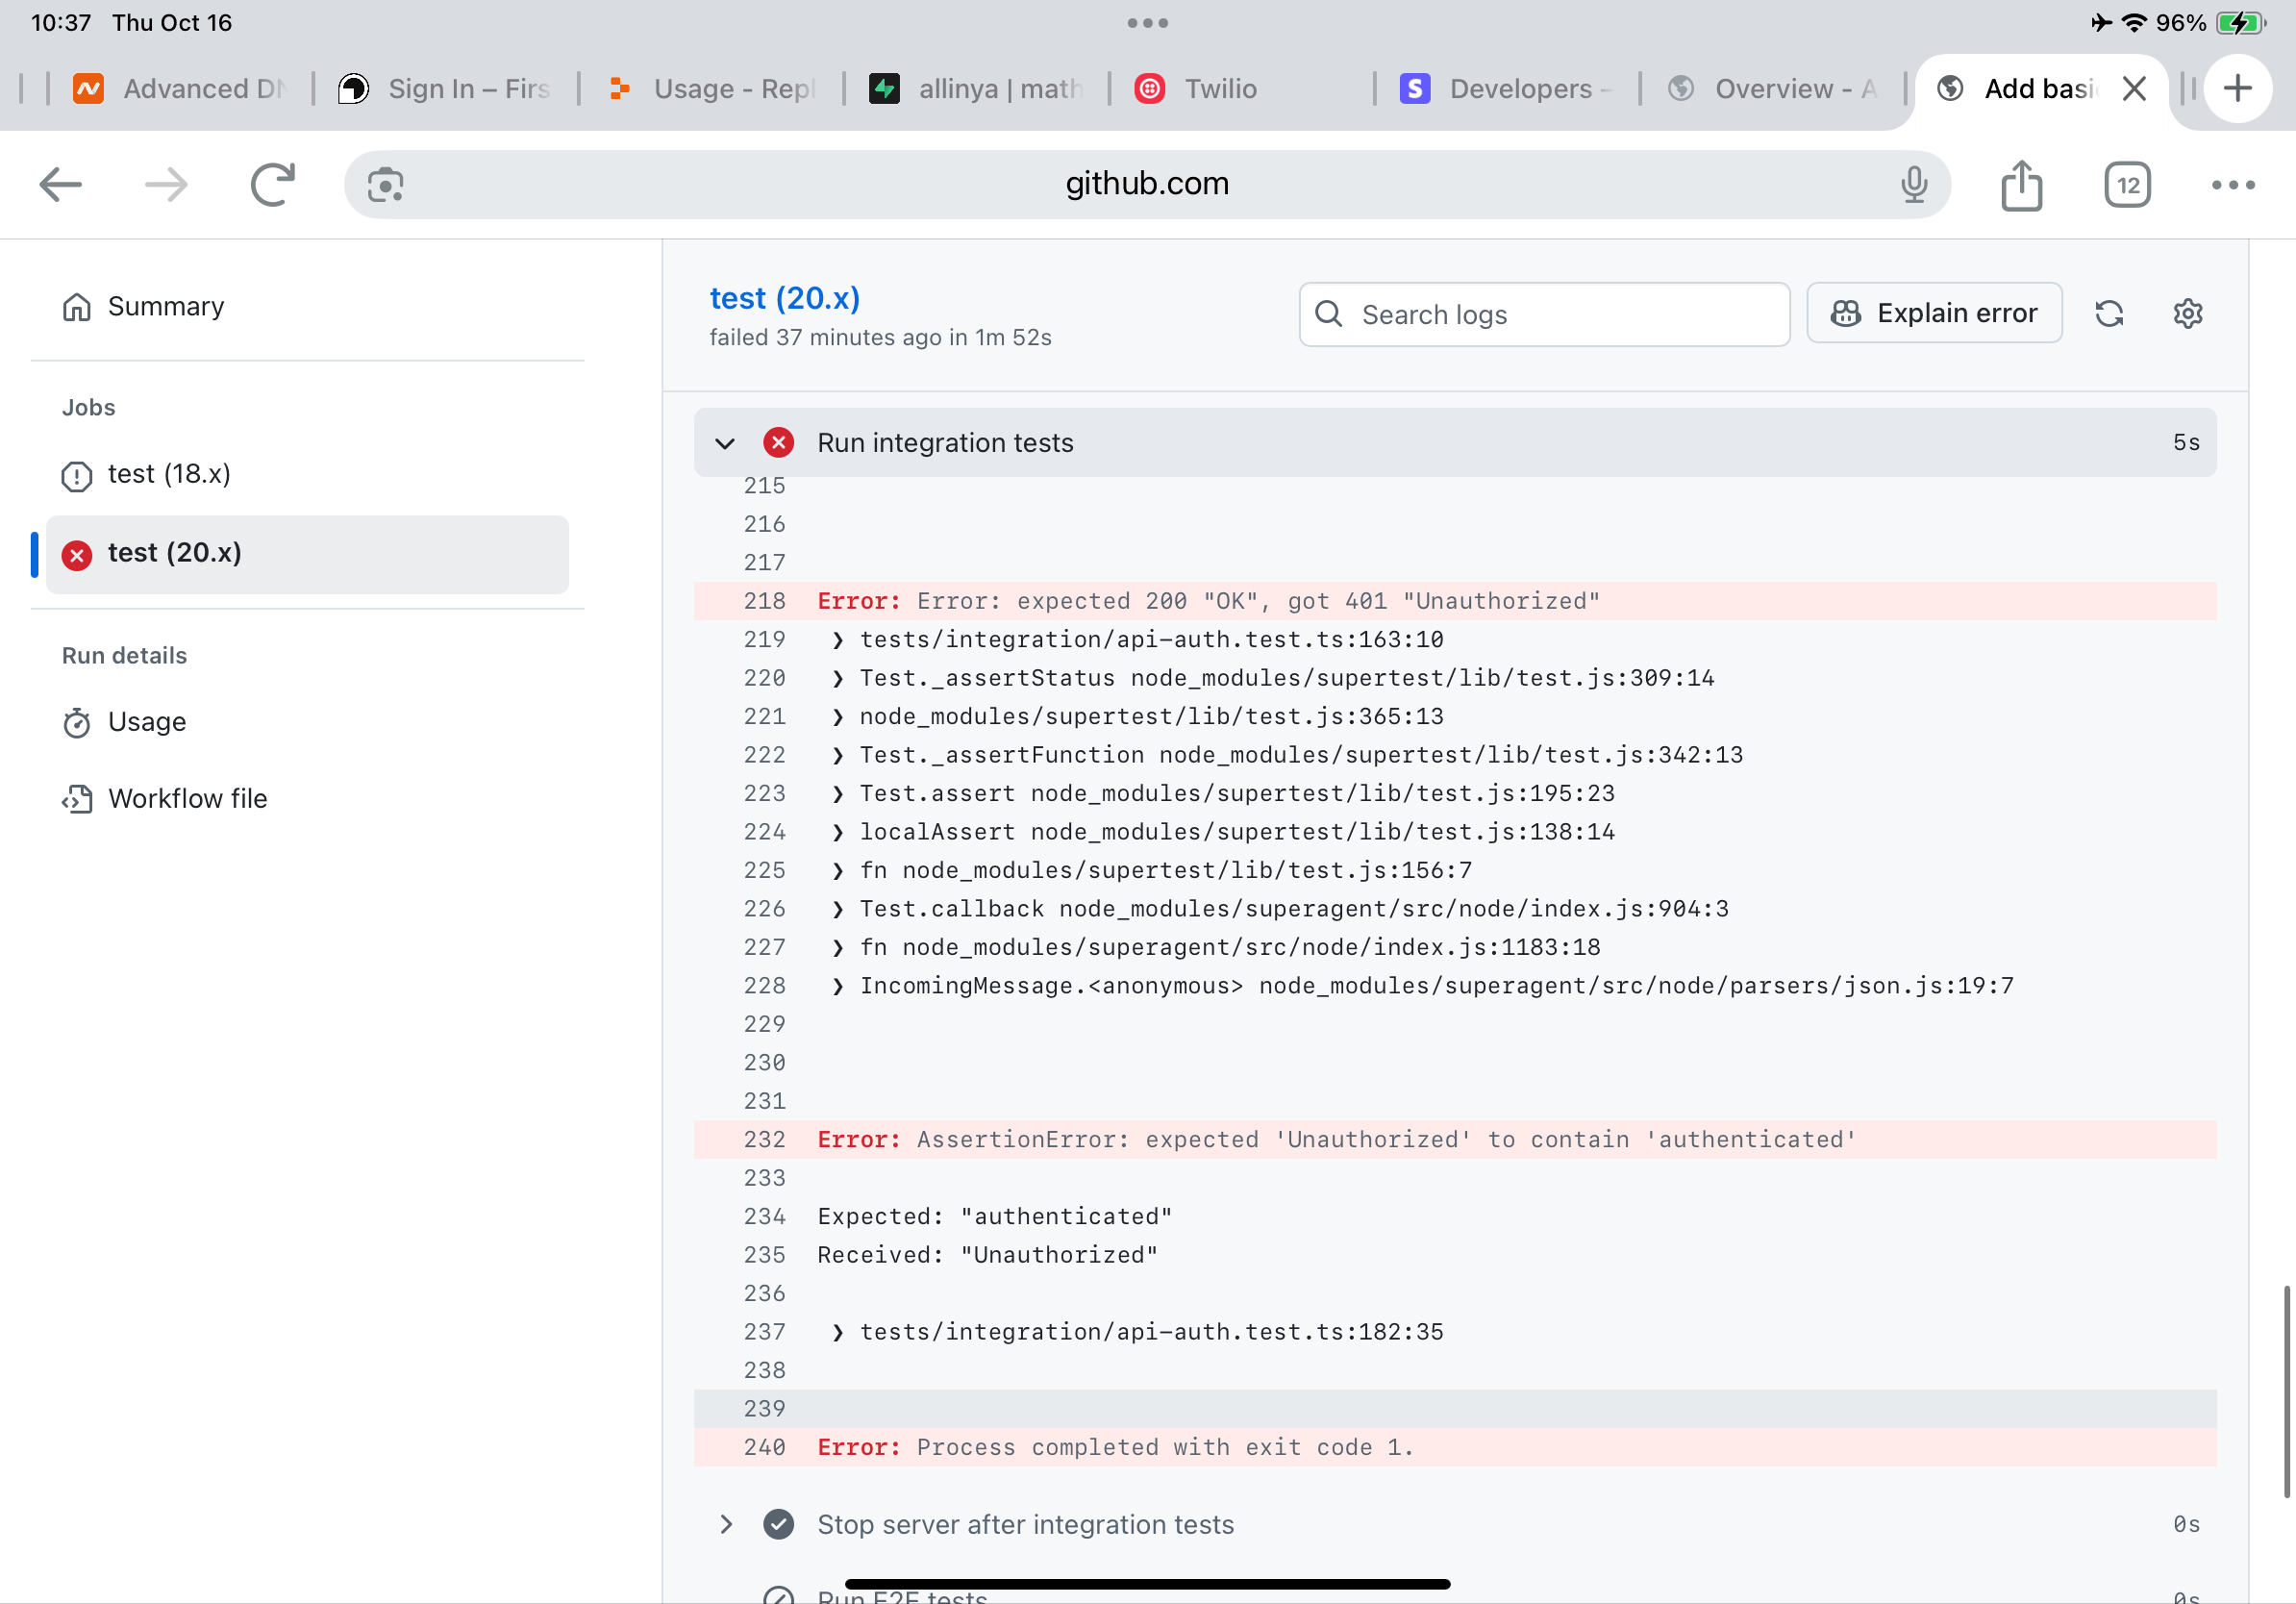 10:37 Thu Oct 16
96%
Advanced DN
Sign In – Firs
Usage - Repl
allinya | math
Twilio
Developers –
Overview - A
Add basi
github.com
12
Summary
Jobs
test (18.x)
test (20.x)
Run details
Usage
Workflow file
test (20.x)
failed 37 minutes ago in 1m 52s
Search logs
Explain error
Run integration tests 5s
215
216
217
218 Error: Error: expected 200 "OK", got 401 "Unauthorized"
219 ❯ tests/integration/api-auth.test.ts:163:10
220 ❯ Test._assertStatus node_modules/supertest/lib/test.js:309:14
221 ❯ node_modules/supertest/lib/test.js:365:13
222 ❯ Test._assertFunction node_modules/supertest/lib/test.js:342:13
223 ❯ Test.assert node_modules/supertest/lib/test.js:195:23
224 ❯ localAssert node_modules/supertest/lib/test.js:138:14
225 ❯ fn node_modules/supertest/lib/test.js:156:7
226 ❯ Test.callback node_modules/superagent/src/node/index.js:904:3
227 ❯ fn node_modules/superagent/src/node/index.js:1183:18
228 ❯ IncomingMessage.<anonymous> node_modules/superagent/src/node/parsers/json.js:19:7
229
230
231
232 Error: AssertionError: expected 'Unauthorized' to contain 'authenticated'
233
234 Expected: "authenticated"
235 Received: "Unauthorized"
236
237 ❯ tests/integration/api-auth.test.ts:182:35
238
239
240 Error: Process completed with exit code 1.
Stop server after integration tests 0s
Run E2E tests 0s